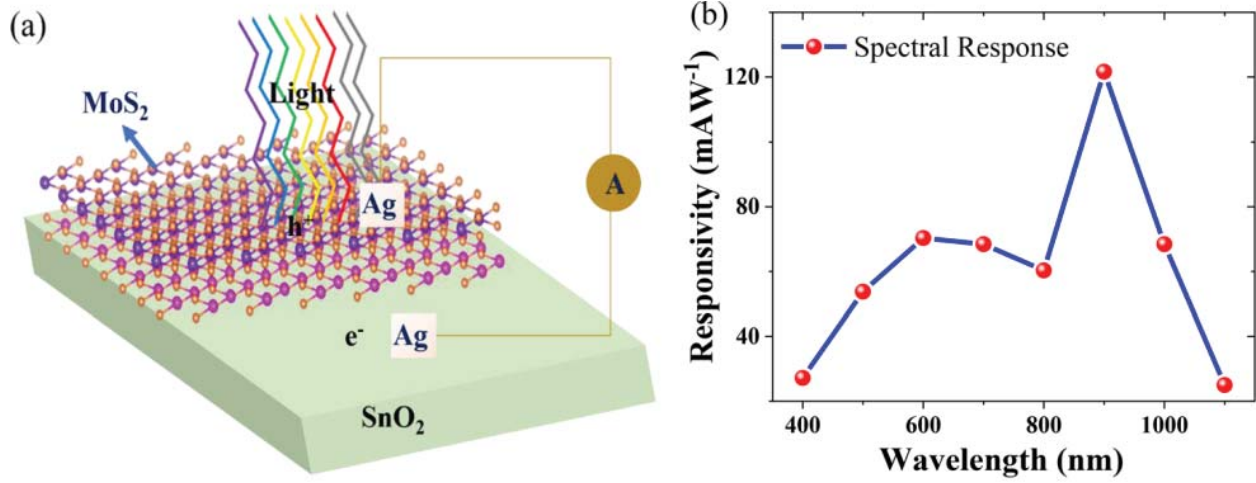 (a)
MoS₂
Light
A
Ag
h⁺
e⁻
Ag
SnO₂
(b)
Spectral Response
Responsivity (mAW⁻¹)
120
80
40
400
600
800
1000
Wavelength (nm)